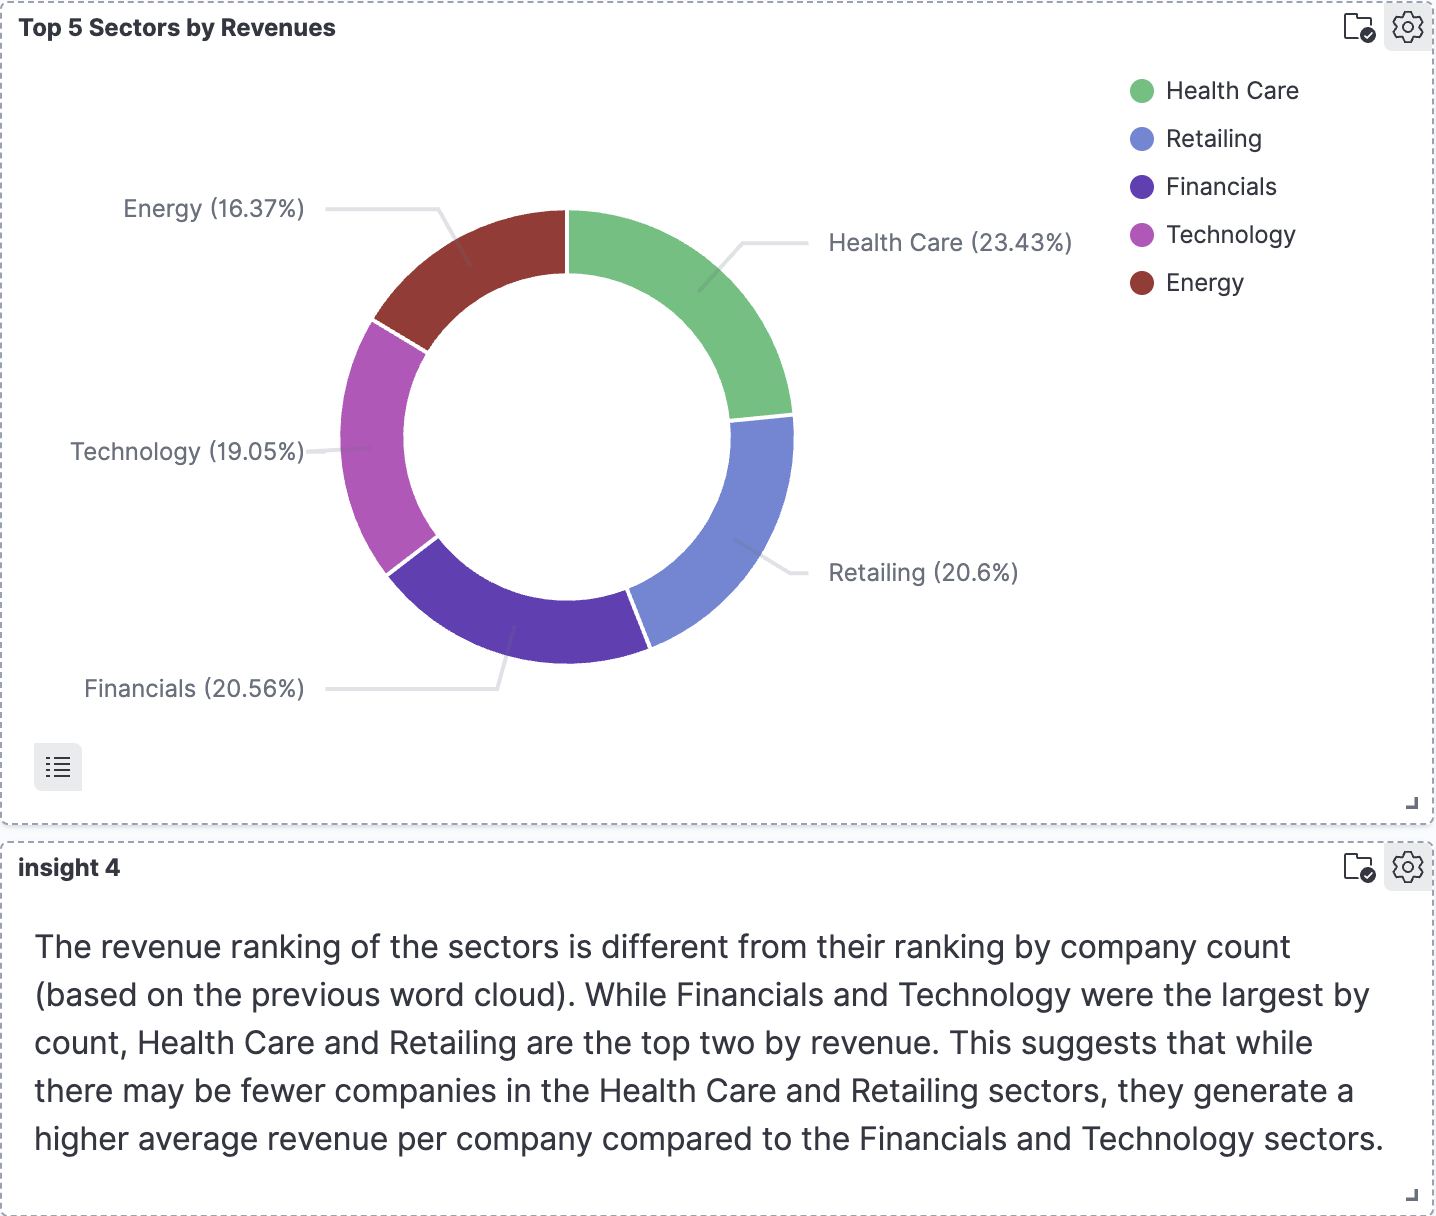 Top 5 Sectors by Revenues
Health Care
Retailing
Financials
Technology
Energy
Energy (16.37%)
Health Care (23.43%)
Technology (19.05%)
Retailing (20.6%)
Financials (20.56%)
insight 4
The revenue ranking of the sectors is different from their ranking by company count
(based on the previous word cloud). While Financials and Technology were the largest by
count, Health Care and Retailing are the top two by revenue. This suggests that while
there may be fewer companies in the Health Care and Retailing sectors, they generate a
higher average revenue per company compared to the Financials and Technology sectors.